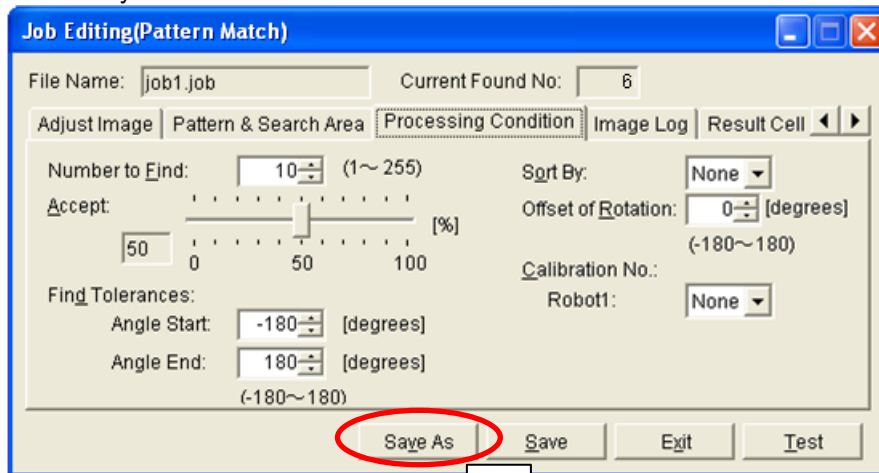 Job Editing(Pattern Match)
File Name: job1.job Current Found No: 6
Adjust Image Pattern & Search Area Processing Condition Image Log Result Cell
Number to Find: 10 (1～ 255) Sort By: None
Accept: [%] Offset of Rotation: 0 [degrees]
50 (-180～180)
0 50 100 Calibration No.:
Find Tolerances: Robot1: None
Angle Start: -180 [degrees]
Angle End: 180 [degrees]
(-180～180)
Save As Save Exit Test